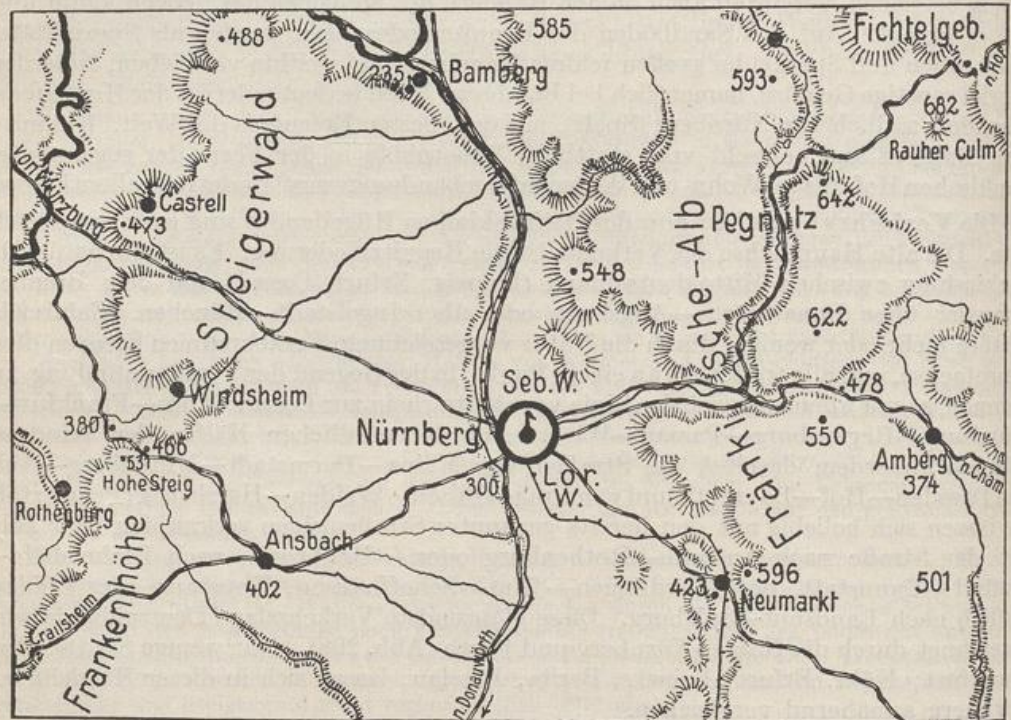 488
585
Fichtelgeb.
n. Hof
235
Bamberg
593
682
Rauher Culm
von Würzburg
Castell
473
Steigerwald
642
Pegnitz
548
Fränkische-Alb
622
Windsheim
Seb.W.
478
380
Nürnberg
550
466
531
Hohe Steig
Lor.
W.
Amberg
n. Cham
374
300
Rothenburg
Ansbach
402
596
423
Neumarkt
501
Crailsheim
Frankenhöhe
n. Donauwörth